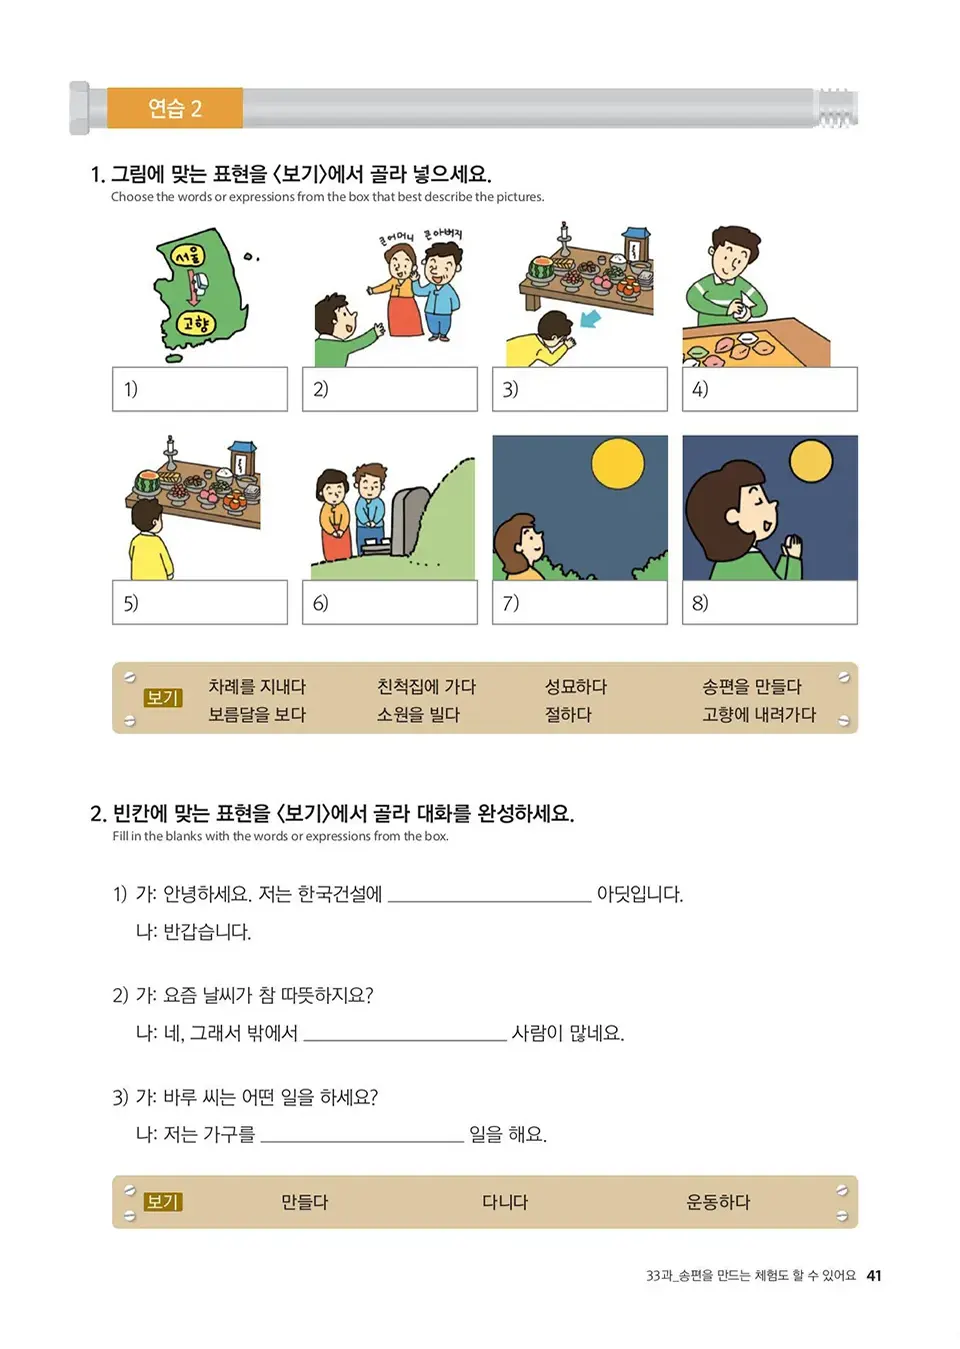 연습 2
1. 그림에 맞는 표현을 〈보기〉에서 골라 넣으세요.
Choose the words or expressions from the box that best describe the pictures.
서울
고향
큰어머니 큰아버지
1)
2)
3)
4)
5)
6)
7)
8)
보기
차례를 지내다 친척집에 가다 성묘하다 송편을 만들다
보름달을 보다 소원을 빌다 절하다 고향에 내려가다
2. 빈칸에 맞는 표현을 〈보기〉에서 골라 대화를 완성하세요.
Fill in the blanks with the words or expressions from the box.
1) 가: 안녕하세요. 저는 한국건설에 ____________________ 아딧입니다.
나: 반갑습니다.
2) 가: 요즘 날씨가 참 따뜻하지요?
나: 네, 그래서 밖에서 ____________________ 사람이 많네요.
3) 가: 바루 씨는 어떤 일을 하세요?
나: 저는 가구를 ____________________ 일을 해요.
보기 만들다 다니다 운동하다
33과_송편을 만드는 체험도 할 수 있어요 41